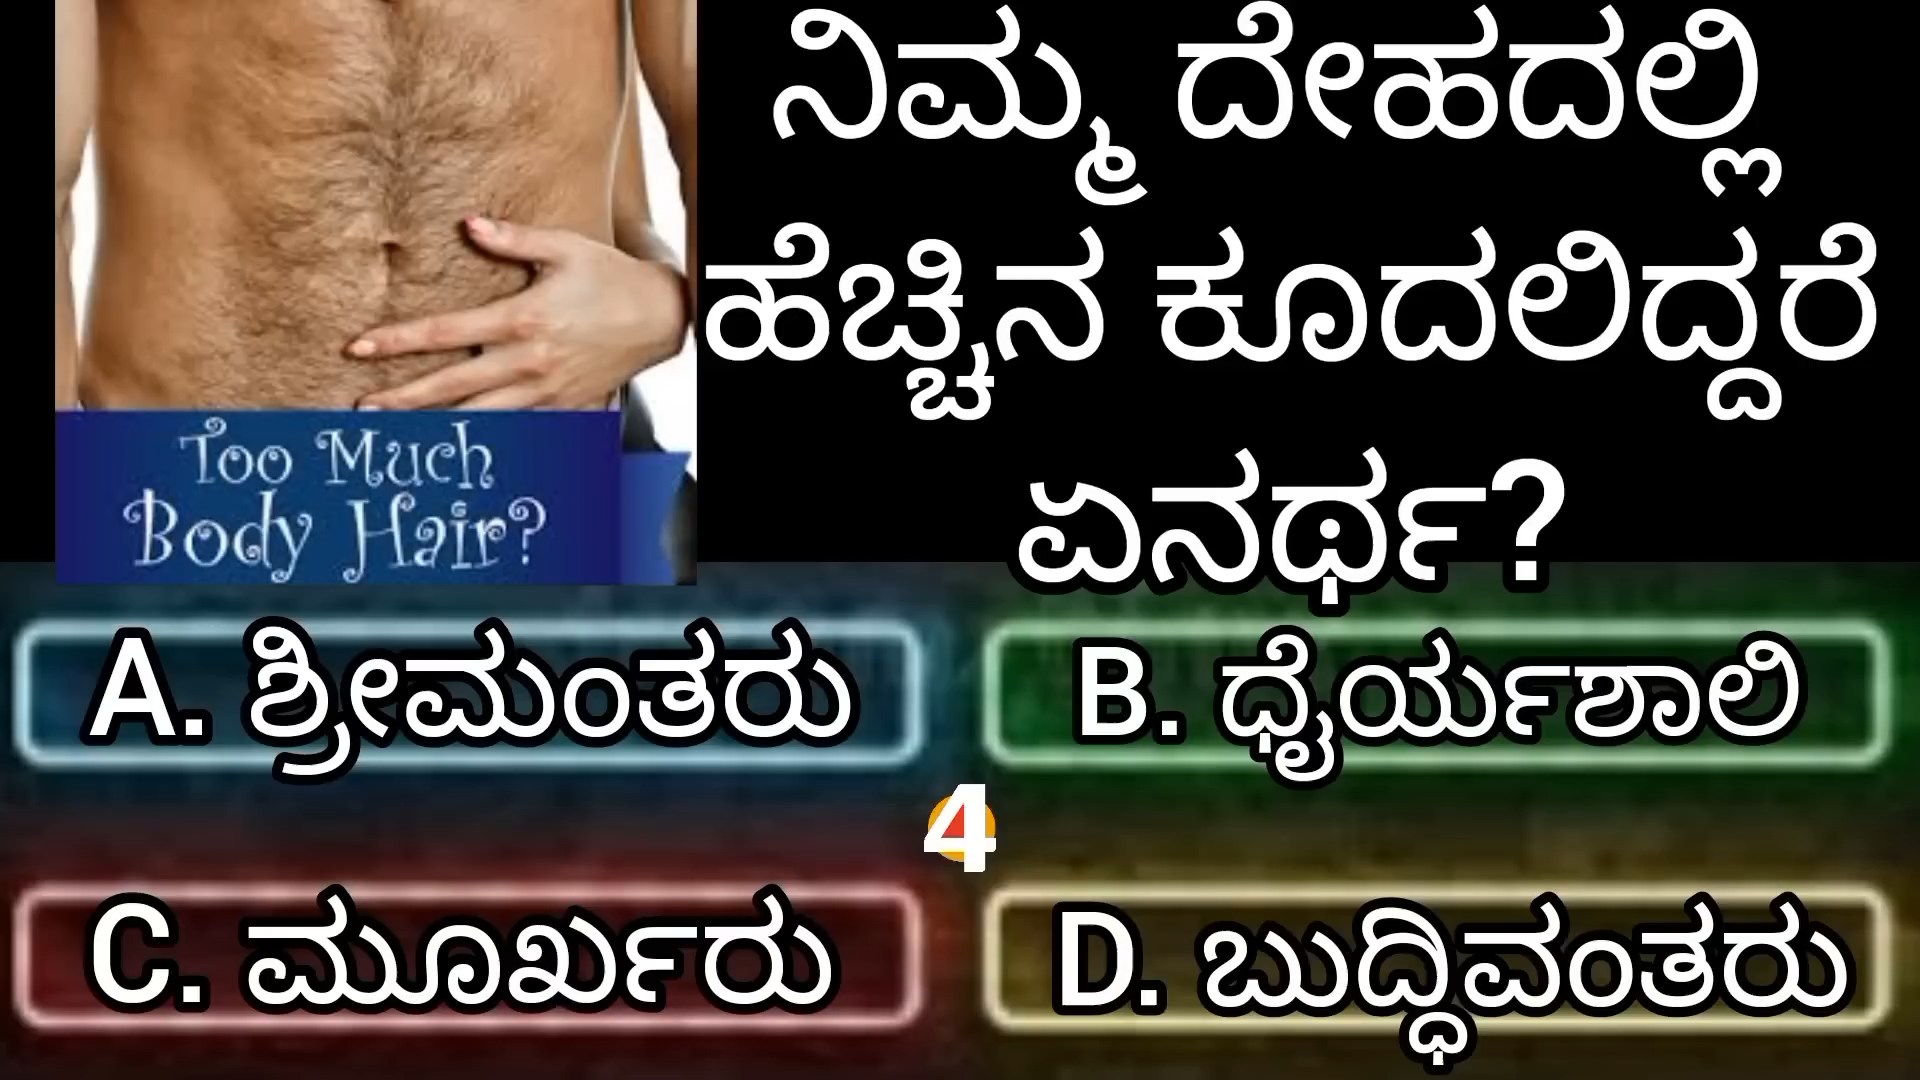 ನಿಮ್ಮ ದೇಹದಲ್ಲಿ
ಹೆಚ್ಚಿನ ಕೂದಲಿದ್ದರೆ
ಏನರ್ಥ?
Too Much
Body Hair?
A. ಶ್ರೀಮಂತರು
B. ಧೈರ್ಯಶಾಲಿ
4
C. ಮೂರ್ಖರು
D. ಬುದ್ಧಿವಂತರು